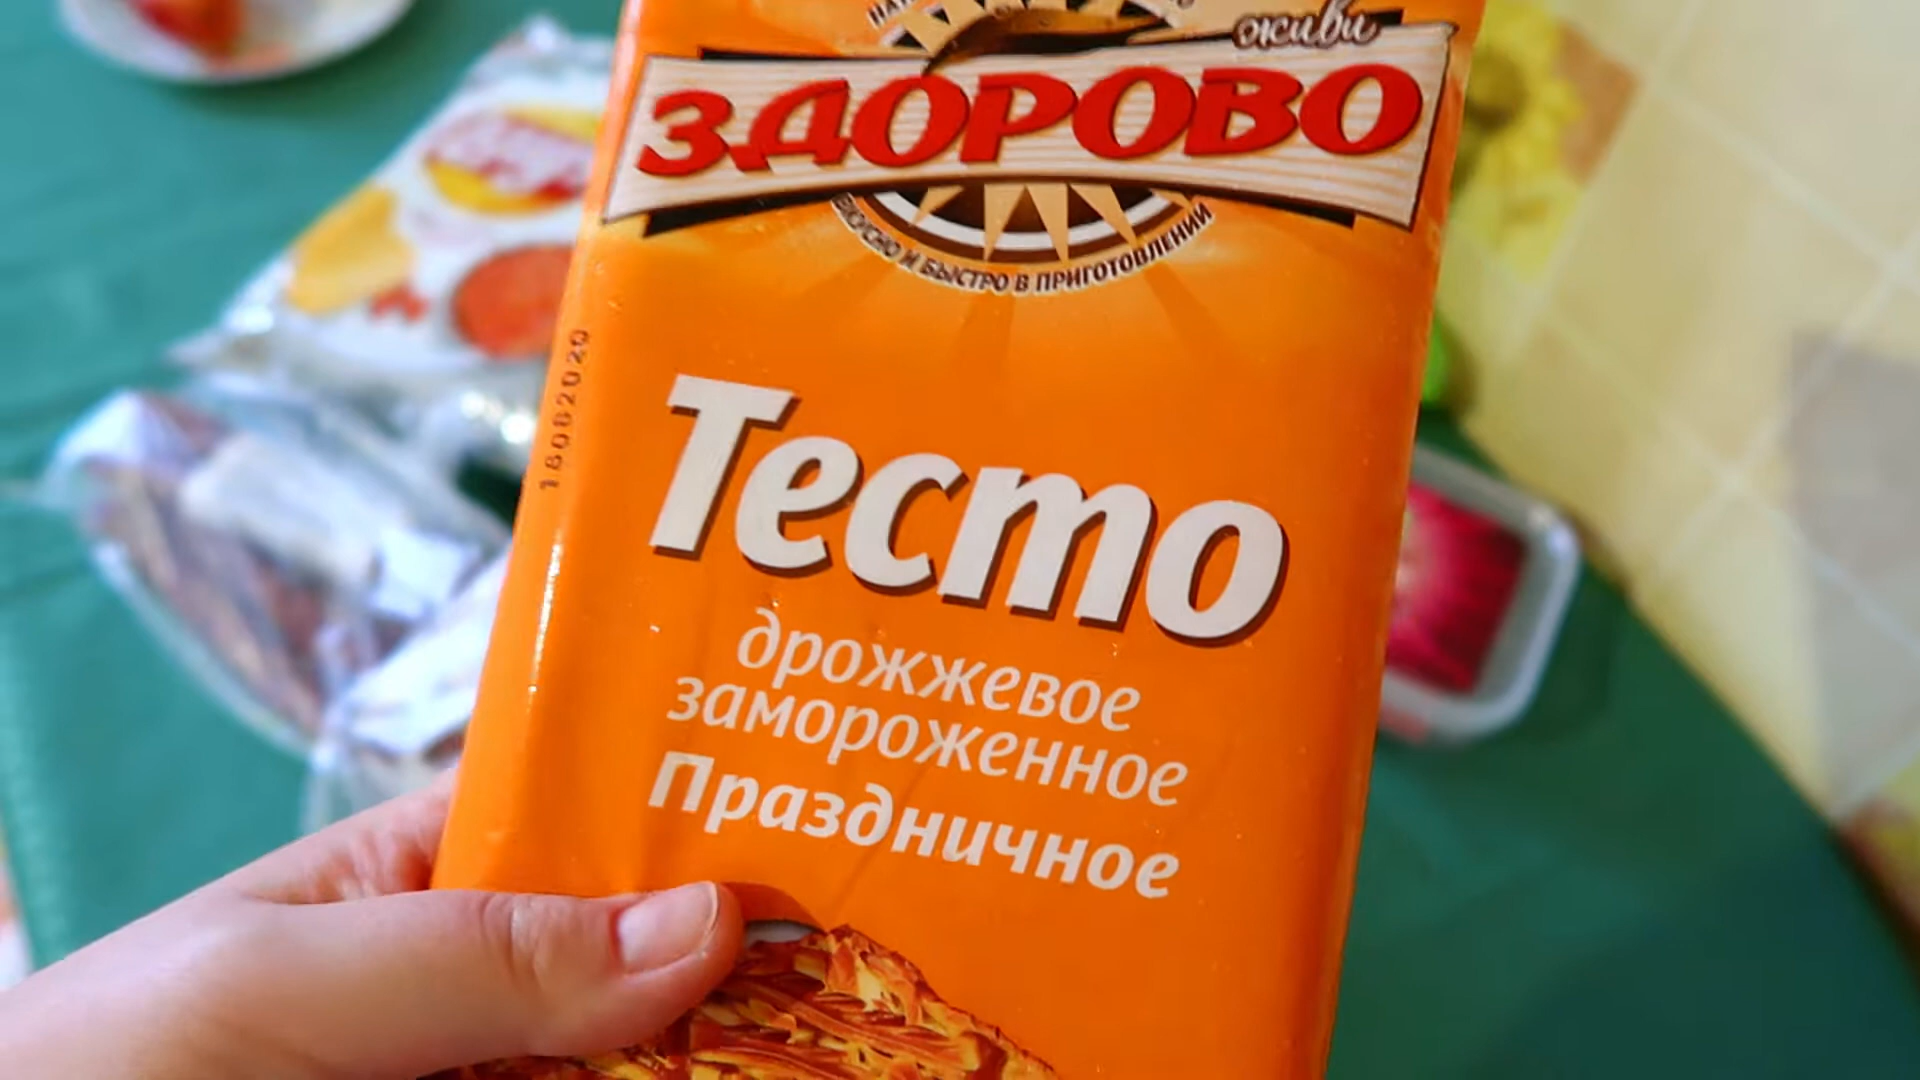 живи
ЗДОРОВО
ВКУСНО И БЫСТРО В ПРИГОТОВЛЕНИИ
18082020
Тесто
дрожжевое
замороженное
Праздничное